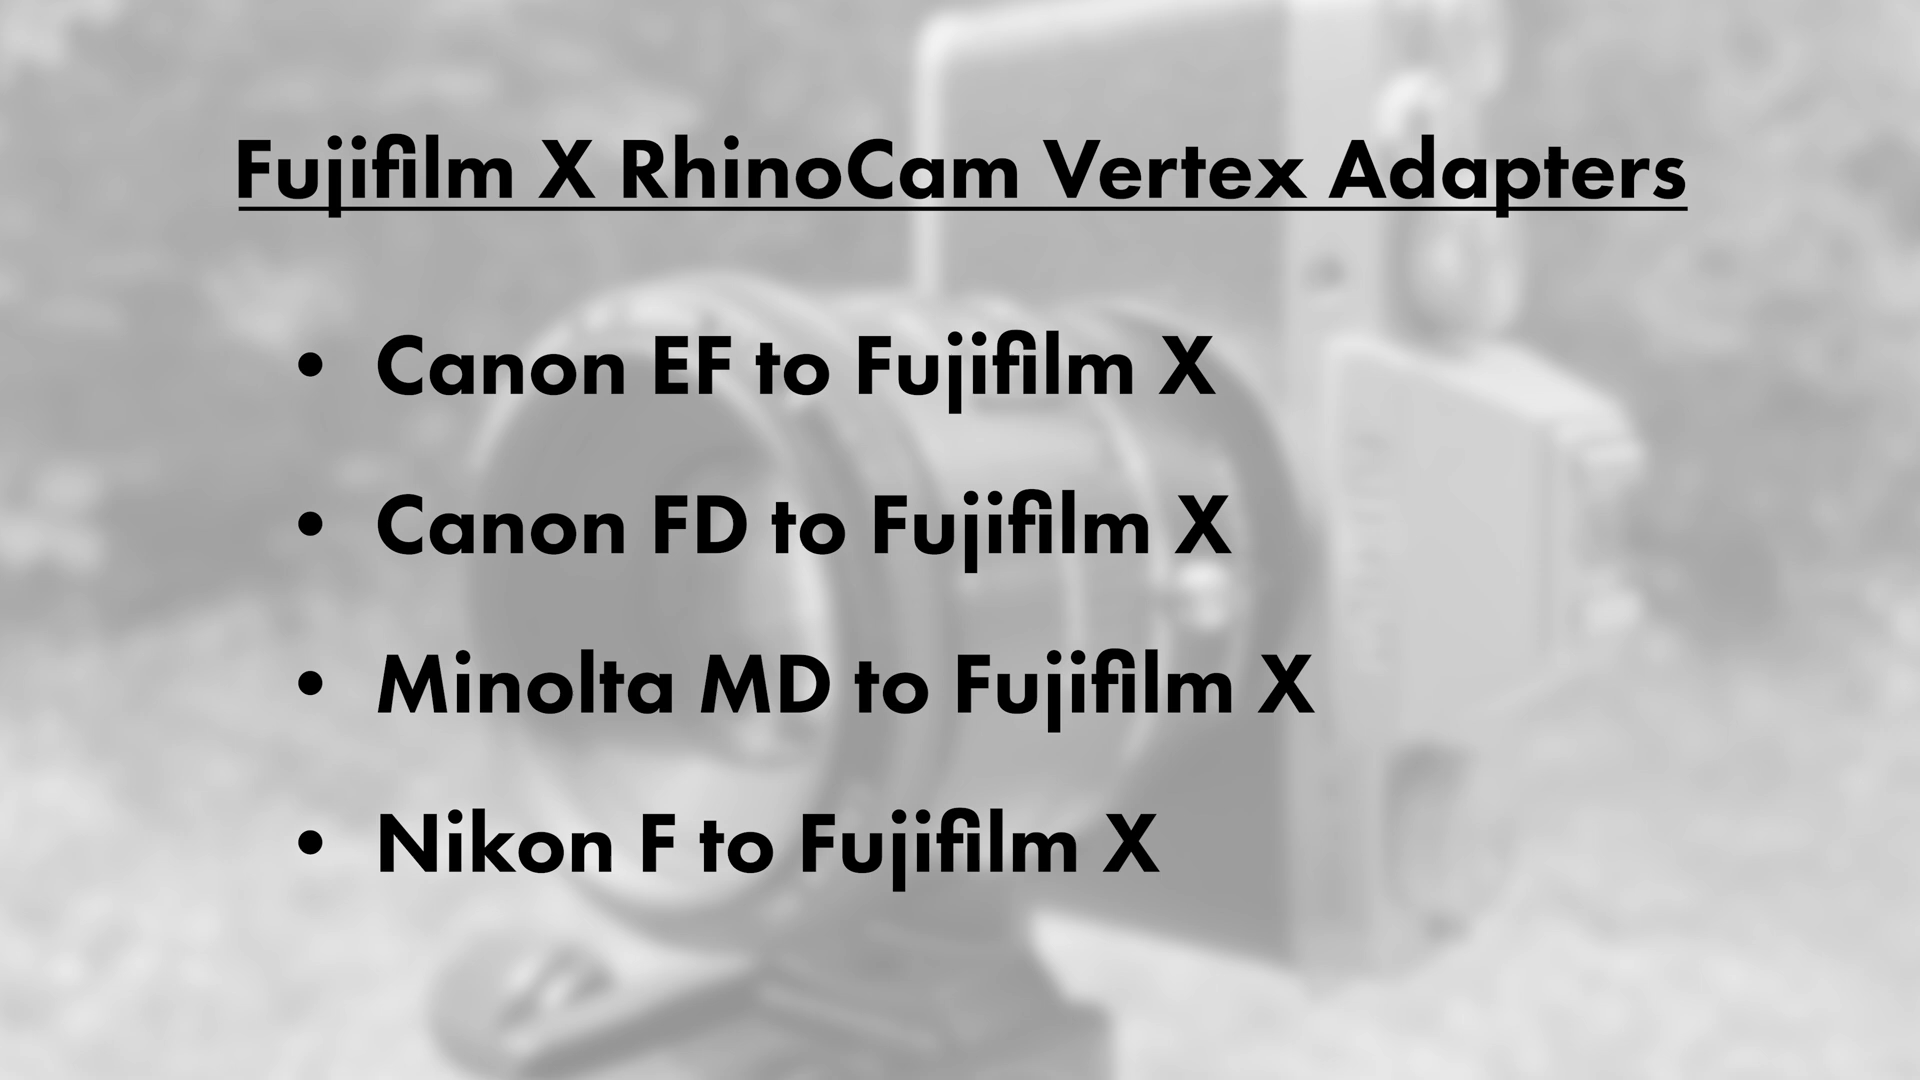 Fujifilm X RhinoCam Vertex Adapters
• Canon EF to Fujifilm X
• Canon FD to Fujifilm X
• Minolta MD to Fujifilm X
• Nikon F to Fujifilm X